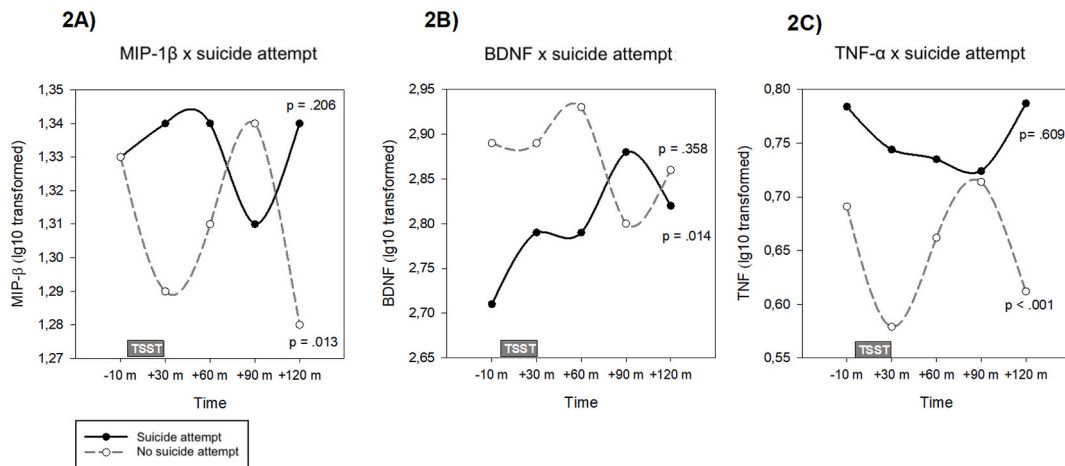 2A)
MIP-1β x suicide attempt
1,35
1,34
1,33
1,32
1,31
1,30
1,29
1,28
1,27
MIP-β (lg10 transformed)
p = .206
p = .013
TSST
-10 m +30 m +60 m +90 m +120 m
Time
Suicide attempt
No suicide attempt
2B)
BDNF x suicide attempt
2,95
2,90
2,85
2,80
2,75
2,70
2,65
BDNF (lg10 transformed)
p = .358
p = .014
TSST
-10 m +30 m +60 m +90 m +120 m
Time
2C)
TNF-α x suicide attempt
0,80
0,75
0,70
0,65
0,60
0,55
TNF (lg10 transformed)
p= .609
p < .001
TSST
-10 m +30 m +60 m +90 m +120 m
Time